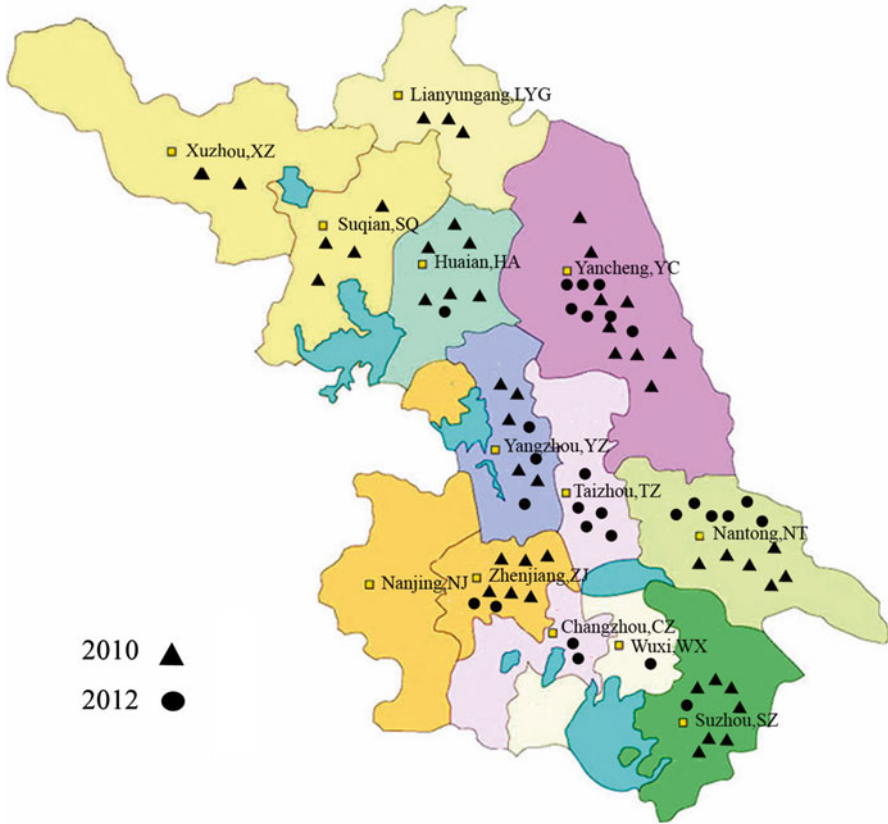 Lianyungang,LYG
Xuzhou,XZ
Suqian,SQ
Huaian,HA
Yancheng,YC
Yangzhou,YZ
Taizhou,TZ
Nantong,NT
Nanjing,NJ
Zhenjiang,ZJ
Changzhou,CZ
Wuxi,WX
2010
2012
Suzhou,SZ